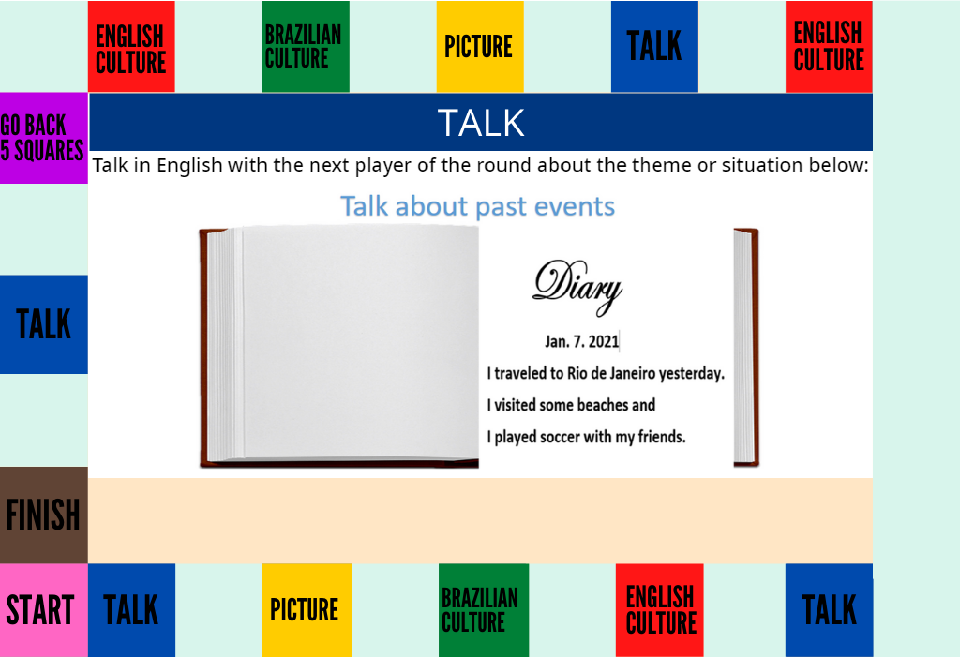 ENGLISH
CULTURE
BRAZILIAN
CULTURE
PICTURE
TALK
ENGLISH
CULTURE
GO BACK
5 SQUARES
TALK
Talk in English with the next player of the round about the theme or situation below:
Talk about past events
Diary
Jan. 7. 2021
I traveled to Rio de Janeiro yesterday.
I visited some beaches and
I played soccer with my friends.
TALK
FINISH
START
TALK
PICTURE
BRAZILIAN
CULTURE
ENGLISH
CULTURE
TALK